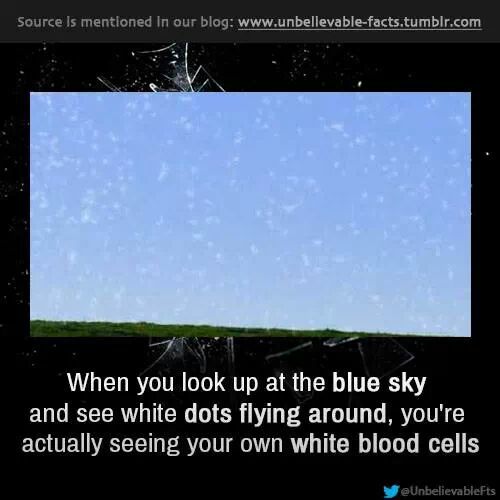 Source is mentioned in our blog: www.unbelievable-facts.tumblr.com
When you look up at the blue sky
and see white dots flying around, you're
actually seeing your own white blood cells
@UnbelievableFts